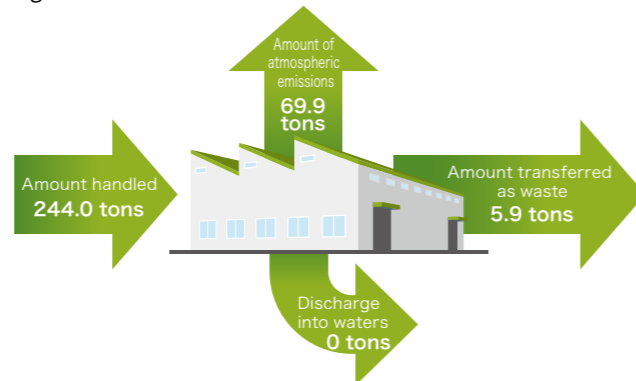 Amount of
atmospheric
emissions
69.9
tons
Amount handled
244.0 tons
Amount transferred
as waste
5.9 tons
Discharge
into waters
0 tons